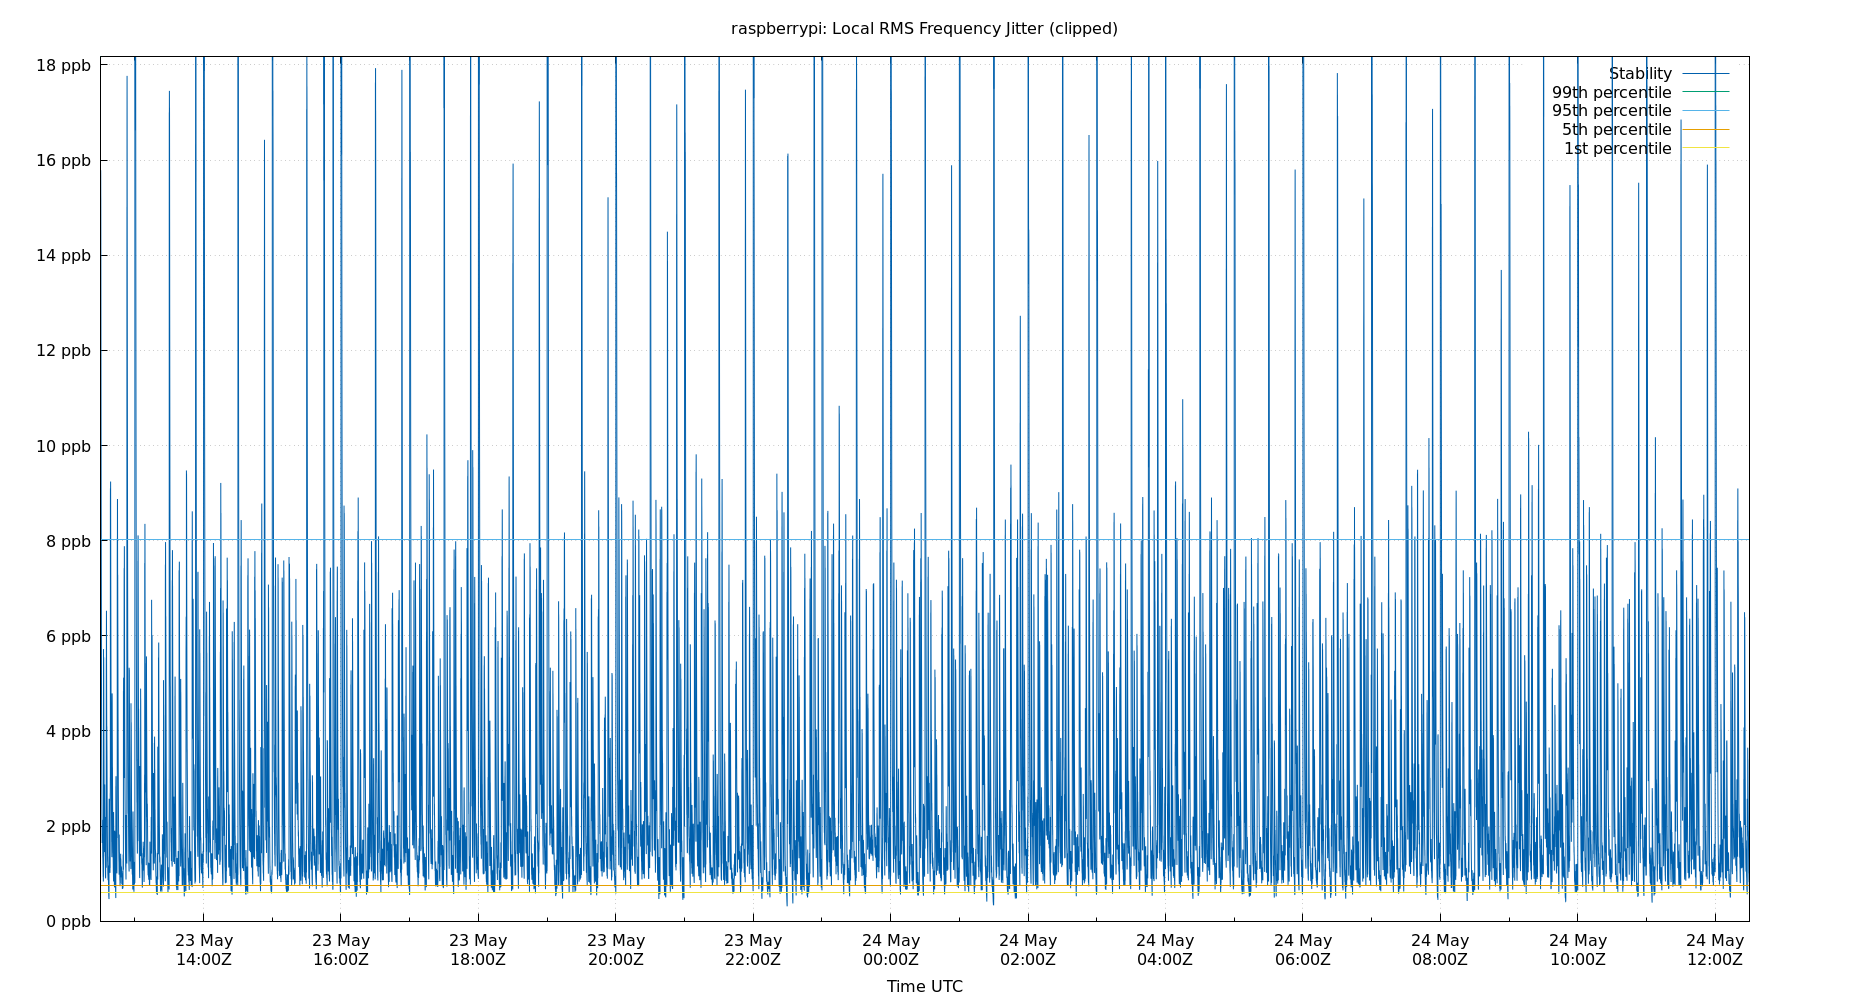 raspberrypi: Local RMS Frequency Jitter (clipped)
18 ppb
16 ppb
14 ppb
12 ppb
10 ppb
8 ppb
6 ppb
4 ppb
2 ppb
0 ppb
Stability
99th percentile
95th percentile
5th percentile
1st percentile
23 May 23 May 23 May 23 May 23 May 24 May 24 May 24 May 24 May 24 May 24 May 24 May
14:00Z 16:00Z 18:00Z 20:00Z 22:00Z 00:00Z 02:00Z 04:00Z 06:00Z 08:00Z 10:00Z 12:00Z
Time UTC